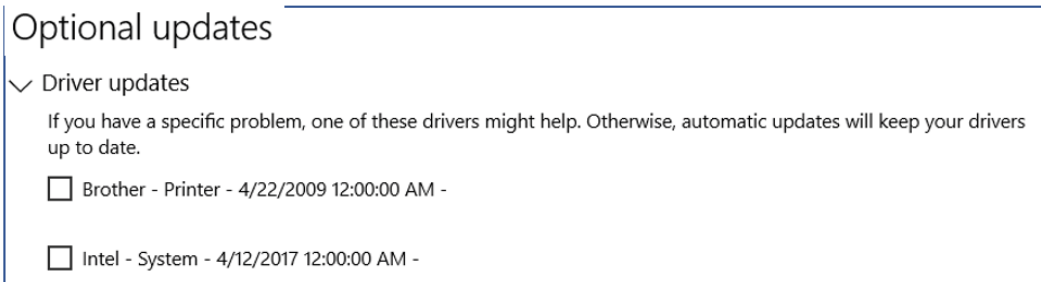 Optional updates
Driver updates
If you have a specific problem, one of these drivers might help. Otherwise, automatic updates will keep your drivers
up to date.
Brother - Printer - 4/22/2009 12:00:00 AM -
Intel - System - 4/12/2017 12:00:00 AM -